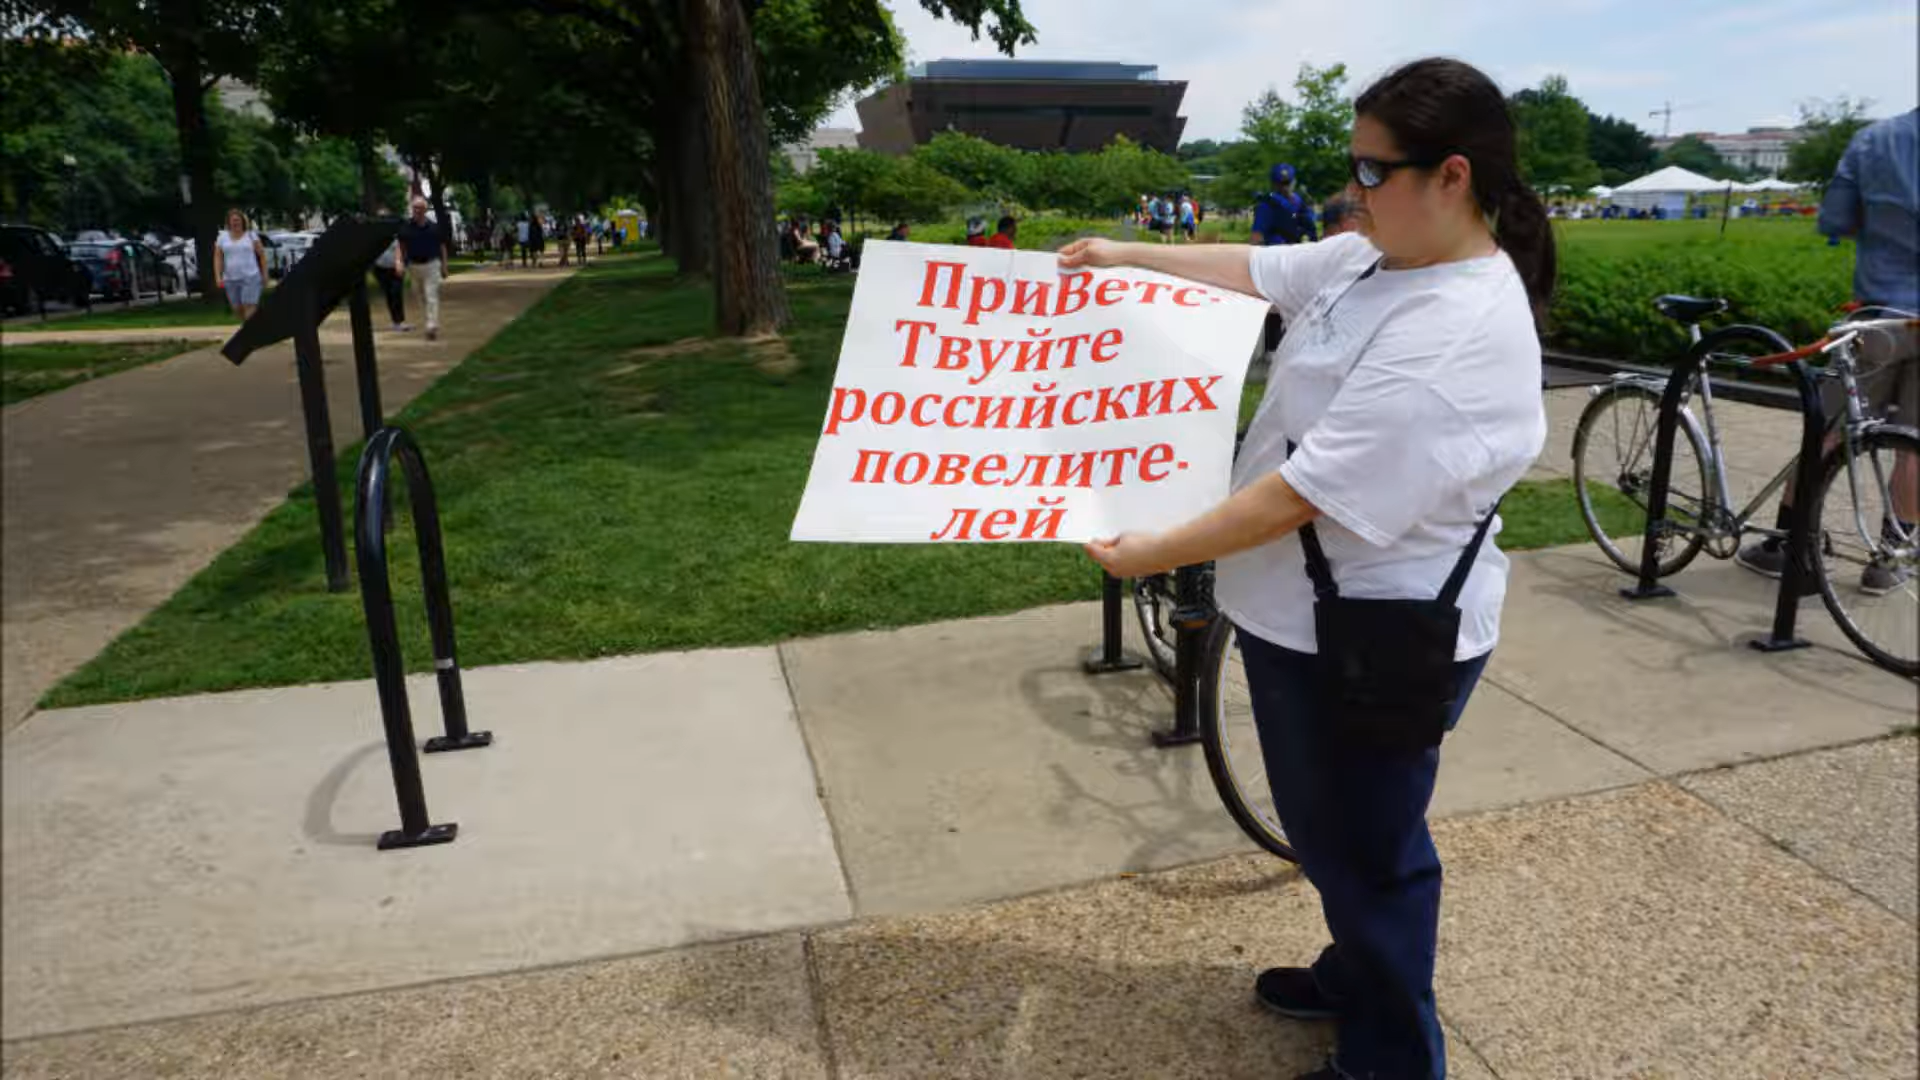 ПриВетс-
Твуйте
российских
повелите-
лей